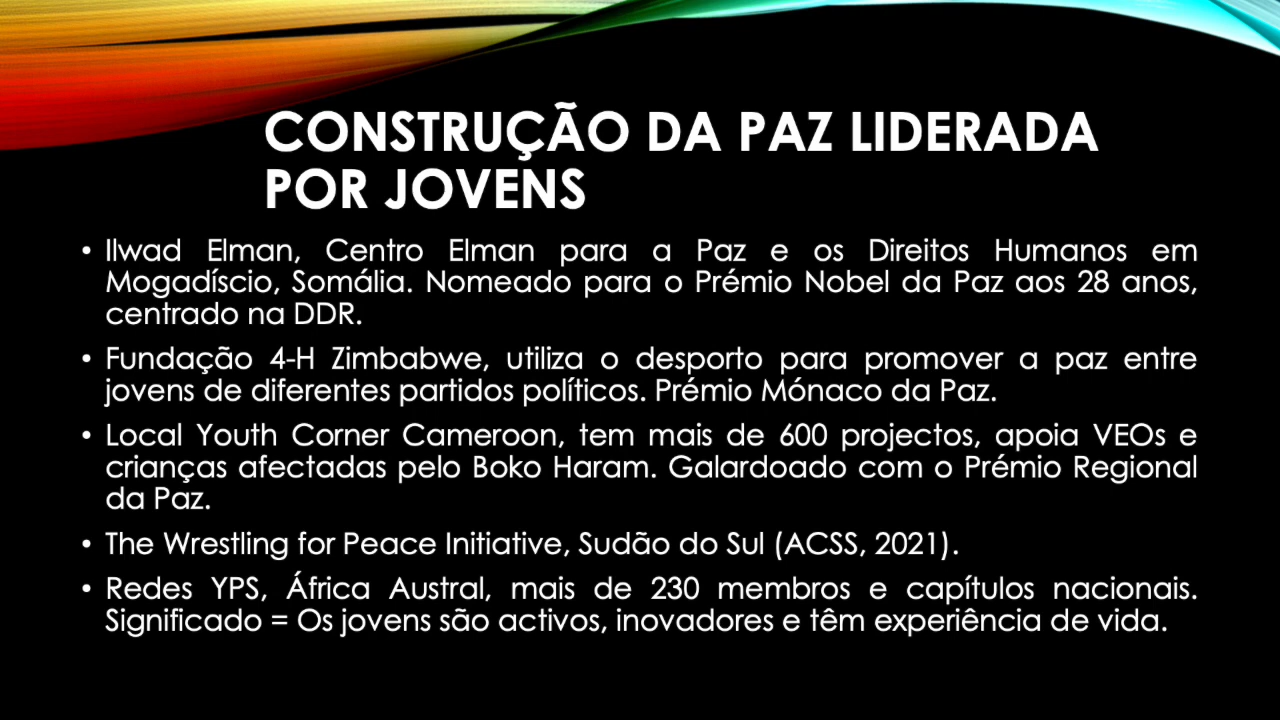 CONSTRUÇÃO DA PAZ LIDERADA
POR JOVENS
• Ilwad Elman, Centro Elman para a Paz e os Direitos Humanos em
Mogadíscio, Somália. Nomeado para o Prémio Nobel da Paz aos 28 anos,
centrado na DDR.
• Fundação 4-H Zimbabwe, utiliza o desporto para promover a paz entre
jovens de diferentes partidos políticos. Prémio Mónaco da Paz.
• Local Youth Corner Cameroon, tem mais de 600 projectos, apoia VEOs e
crianças afectadas pelo Boko Haram. Galardoado com o Prémio Regional
da Paz.
• The Wrestling for Peace Initiative, Sudão do Sul (ACSS, 2021).
• Redes YPS, África Austral, mais de 230 membros e capítulos nacionais.
Significado = Os jovens são activos, inovadores e têm experiência de vida.